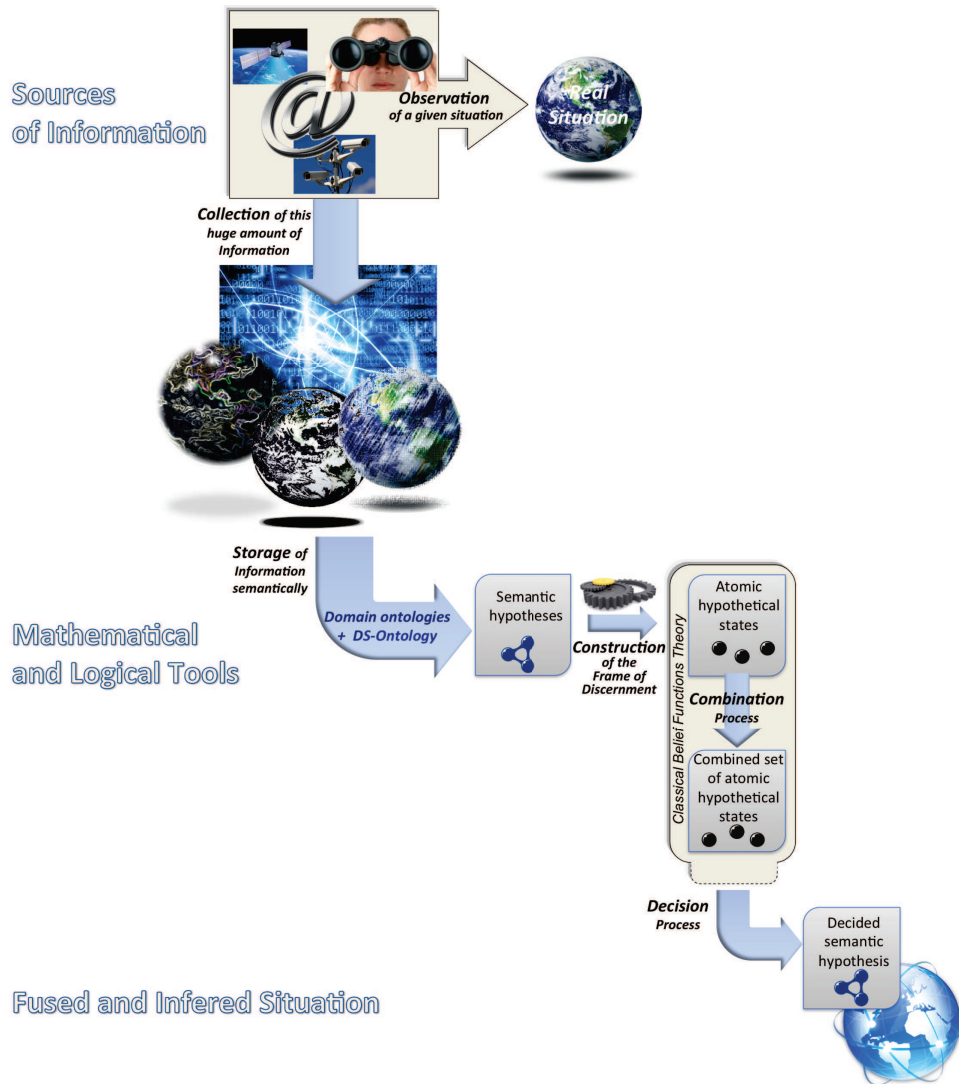 Sources
of Information
Observation
of a given situation
Real
Situation
Collection of this
huge amount of
Information
Storage of
Information
semantically
Domain ontologies
+ DS-Ontology
Semantic
hypotheses
Construction
of the
Frame of
Discernment
Mathematical
and Logical Tools
Classical Belief Functions Theory
Atomic
hypothetical
states
Combination
Process
Combined set
of atomic
hypothetical
states
Decision
Process
Decided
semantic
hypothesis
Fused and Infered Situation